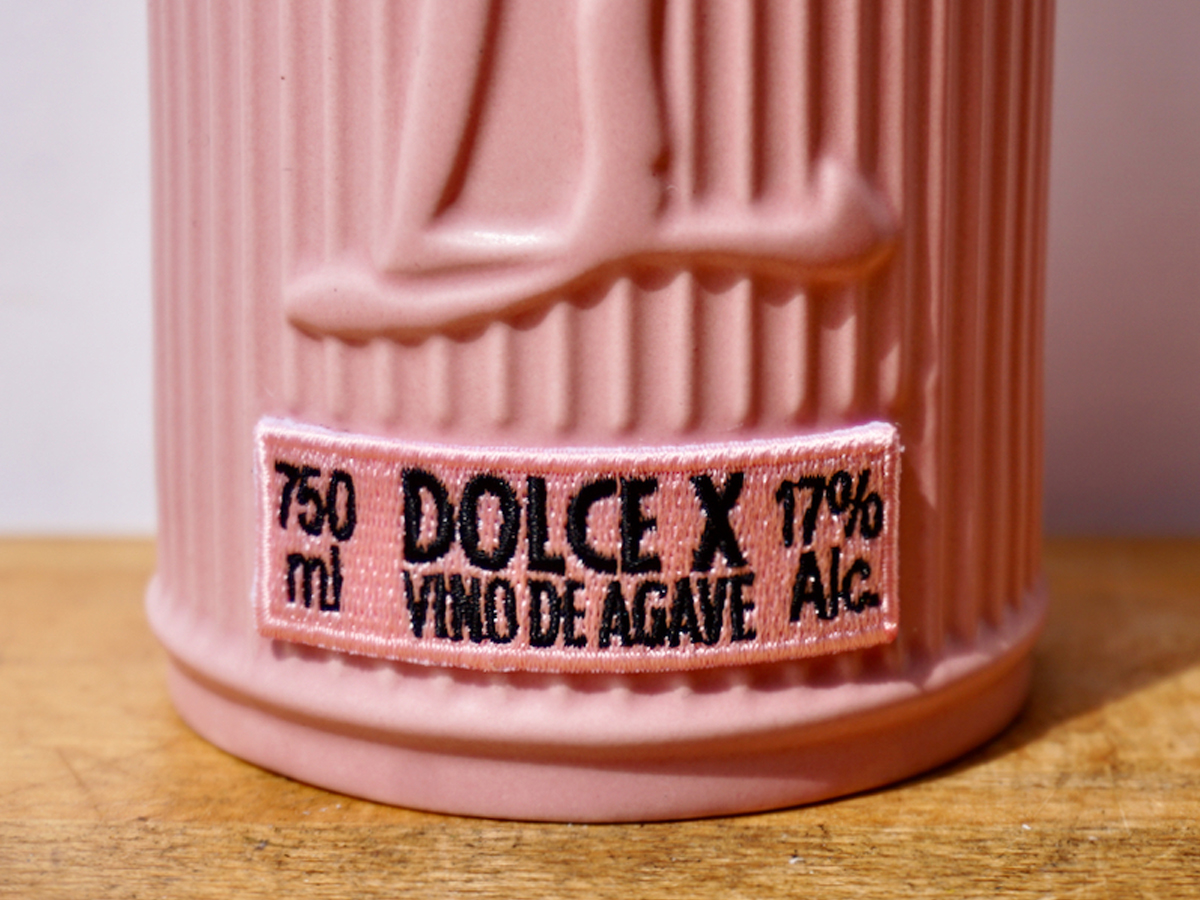 750
ml
DOLCE X
VINO DE AGAVE
17%
Alc.